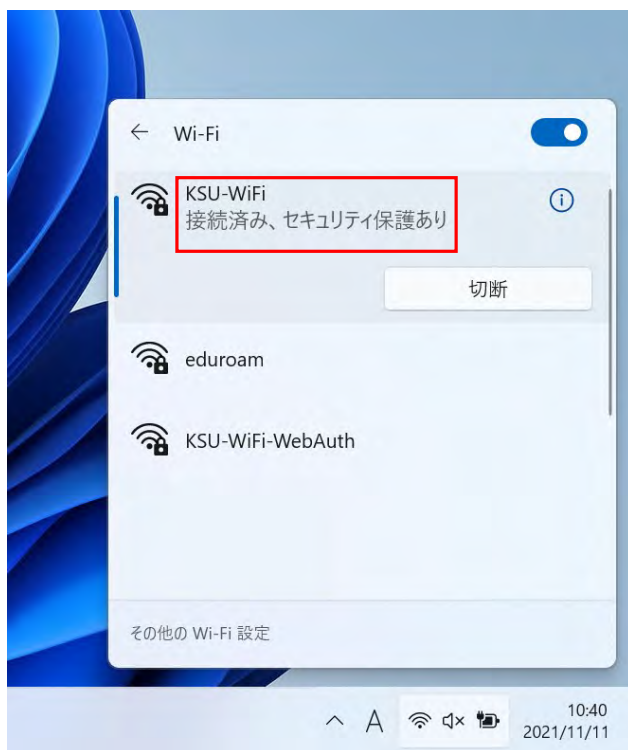 Wi-Fi
KSU-WiFi
接続済み、セキュリティ保護あり
切断
eduroam
KSU-WiFi-WebAuth
その他の Wi-Fi 設定
A
10:40
2021/11/11